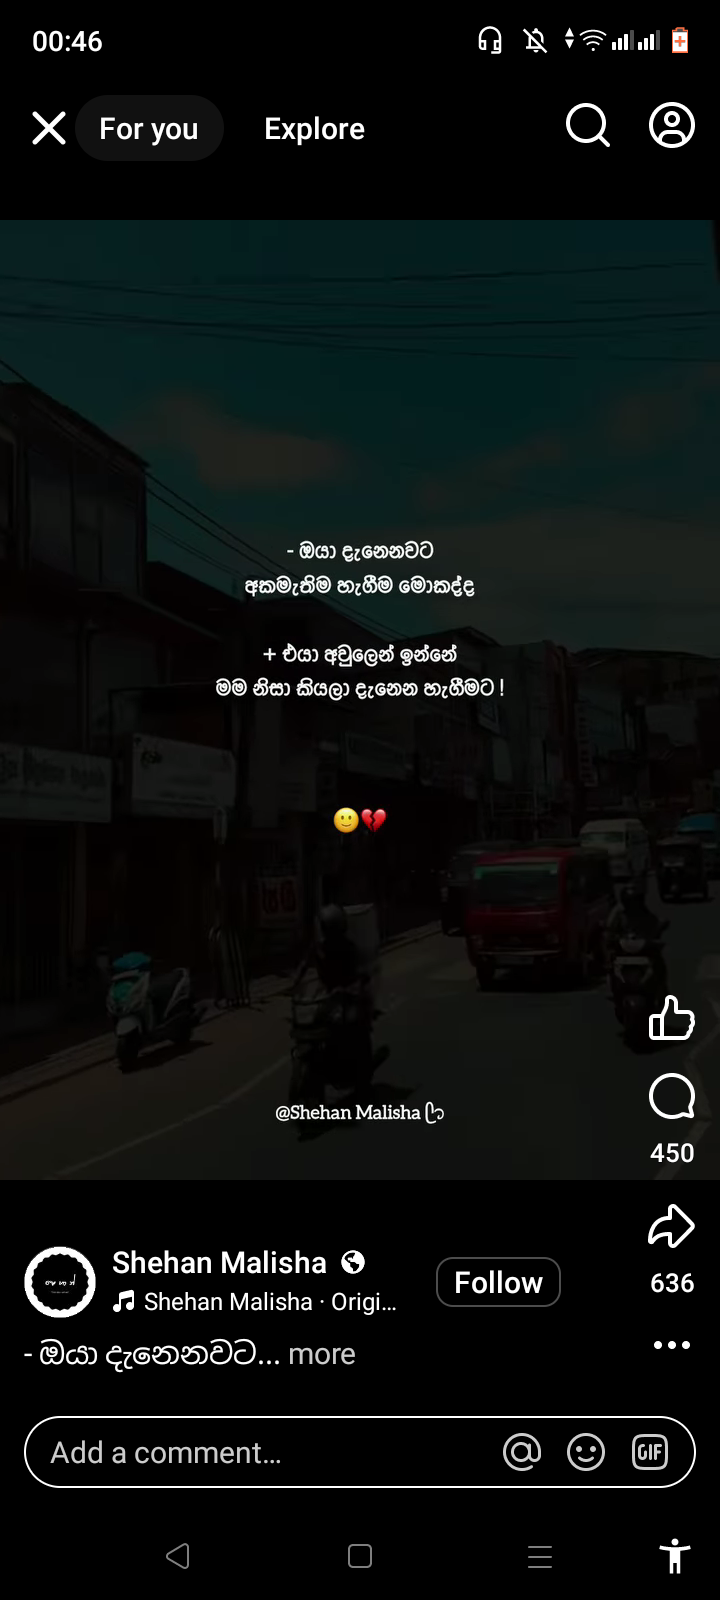 00:46
For you
Explore
- ඔයා දැනෙනවට
අකමැතිම හැගීම මොකද්ද
+ එයා අවුලෙන් ඉන්නේ
මම නිසා කියලා දැනෙන හැගීමට !
🙂💔
@Shehan Malisha
450
Shehan Malisha
Follow
Shehan Malisha · Origi...
636
- ඔයා දැනෙනවට... more
Add a comment...
GIF